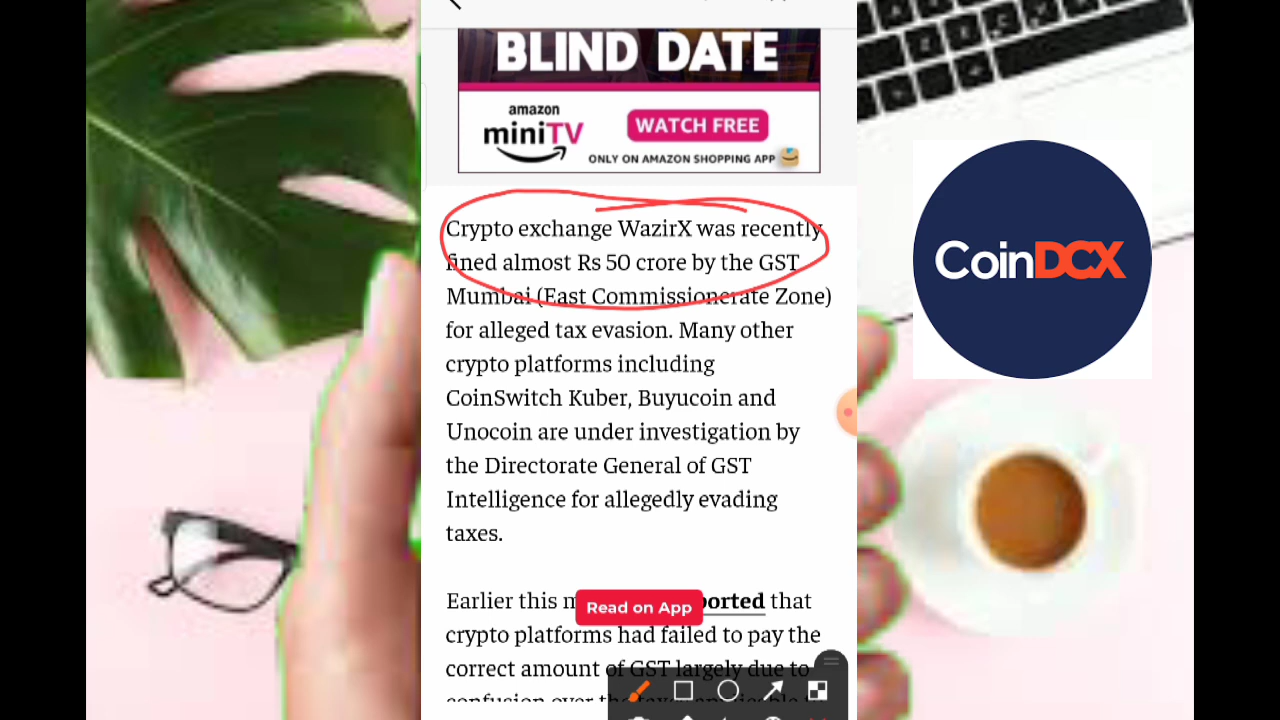 BLIND DATE
amazon
miniTV
WATCH FREE
ONLY ON AMAZON SHOPPING APP
Crypto exchange WazirX was recently
fined almost Rs 50 crore by the GST
Mumbai (East Commissionerate Zone)
for alleged tax evasion. Many other
crypto platforms including
CoinSwitch Kuber, Buyucoin and
Unocoin are under investigation by
the Directorate General of GST
Intelligence for allegedly evading
taxes.
Earlier this
that
Read on App
crypto platforms had failed to pay the
correct amount of GST largely due to
CoinDCX